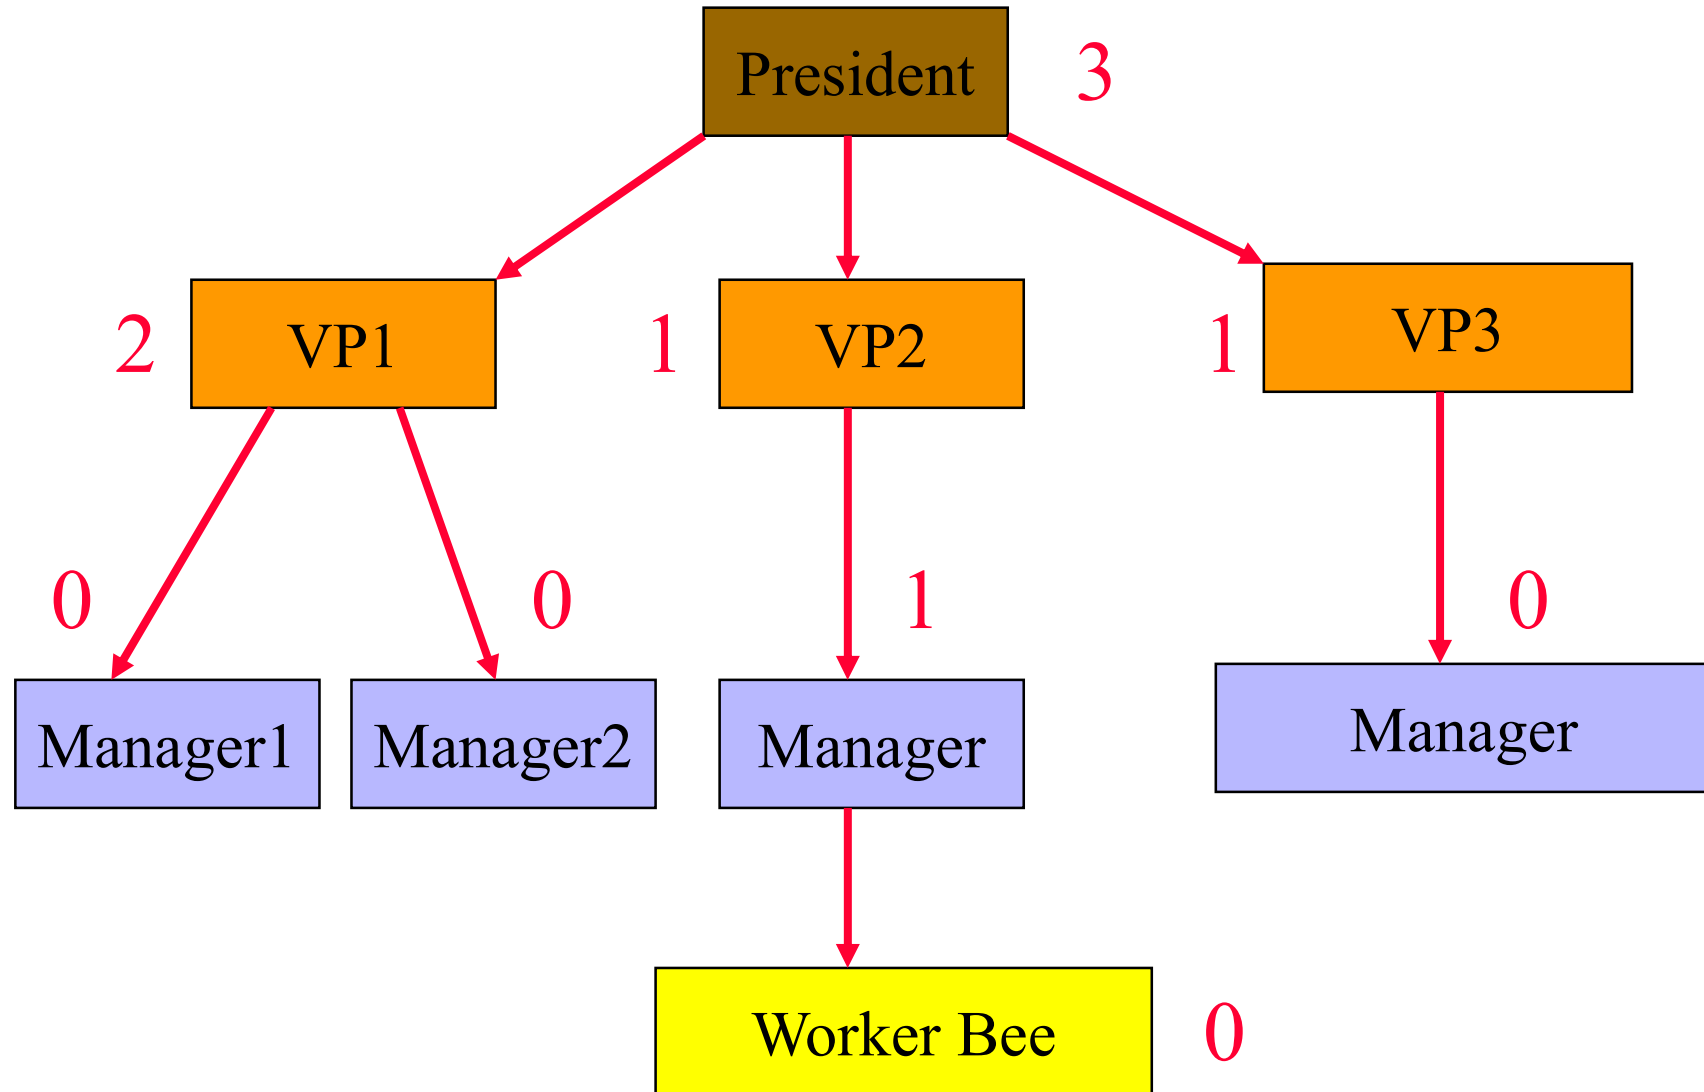 President 3
2 VP1 1 VP2 1 VP3
0 0 1 0
Manager1 Manager2 Manager Manager
Worker Bee 0